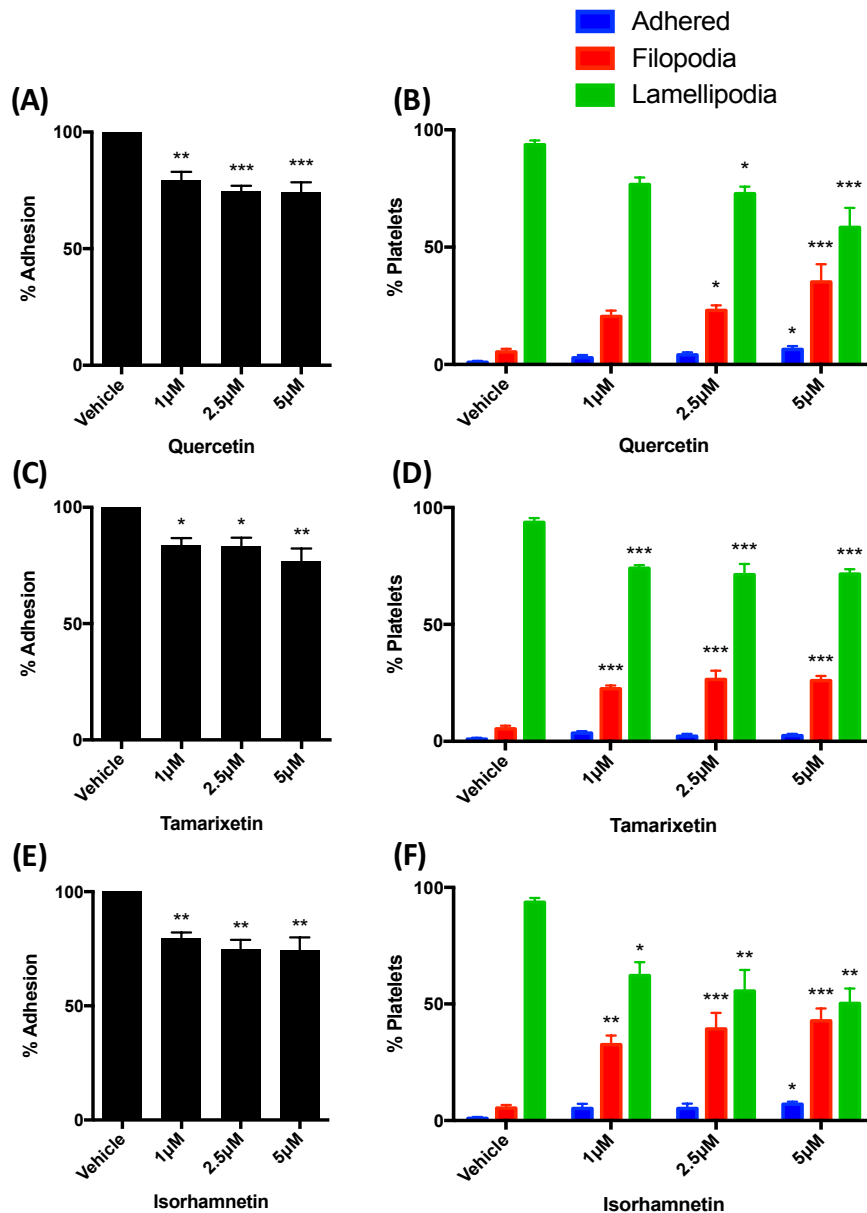 Adhered
Filopodia
Lamellipodia
(A)
% Adhesion
100
50
0
** *** ***
Vehicle 1µM 2.5µM 5µM
Quercetin
(B)
% Platelets
100
50
0
* * * *** ***
Vehicle 1µM 2.5µM 5µM
Quercetin
(C)
% Adhesion
100
50
0
* * **
Vehicle 1µM 2.5µM 5µM
Tamarixetin
(D)
% Platelets
100
50
0
*** *** *** *** *** ***
Vehicle 1µM 2.5µM 5µM
Tamarixetin
(E)
% Adhesion
100
50
0
** ** **
Vehicle 1µM 2.5µM 5µM
Isorhamnetin
(F)
% Platelets
100
50
0
** * *** ** * *** **
Vehicle 1µM 2.5µM 5µM
Isorhamnetin